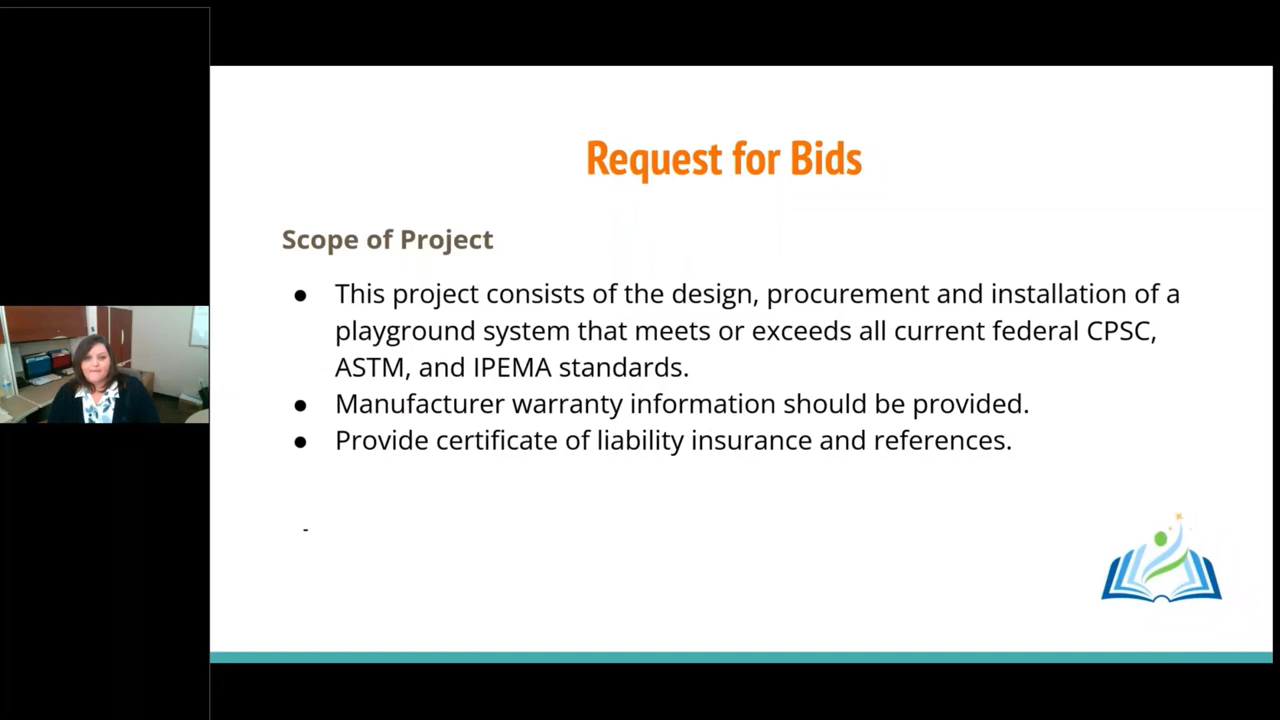 Request for Bids
Scope of Project
● This project consists of the design, procurement and installation of a
playground system that meets or exceeds all current federal CPSC,
ASTM, and IPEMA standards.
● Manufacturer warranty information should be provided.
● Provide certificate of liability insurance and references.
-